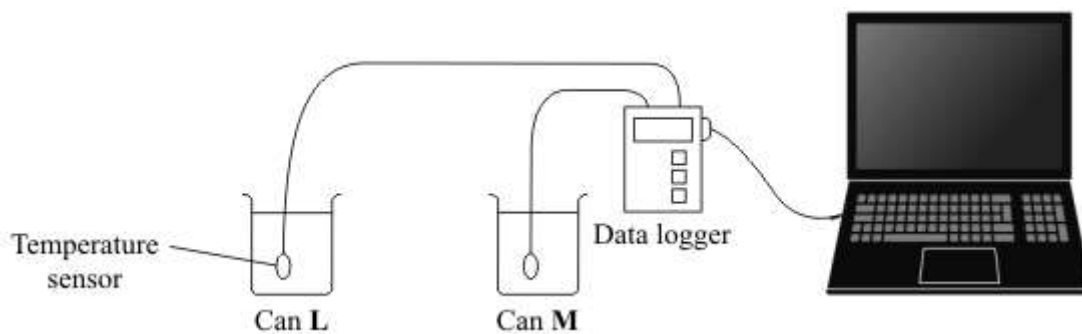 Data logger
Temperature
sensor
Can L
Can M